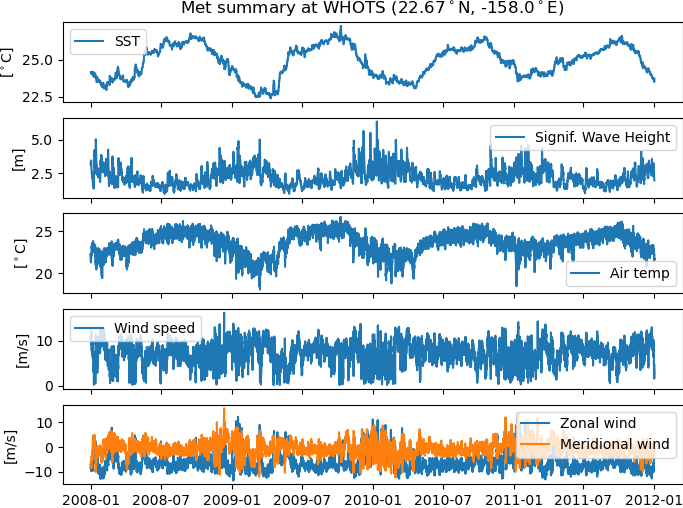 Met summary at WHOTS (22.67°N, -158.0°E)
[°C]
25.0
22.5
SST
[m]
5.0
2.5
Signif. Wave Height
[°C]
25
20
Air temp
[m/s]
10
0
Wind speed
[m/s]
10
0
−10
Zonal wind
Meridional wind
2008-01 2008-07 2009-01 2009-07 2010-01 2010-07 2011-01 2011-07 2012-01